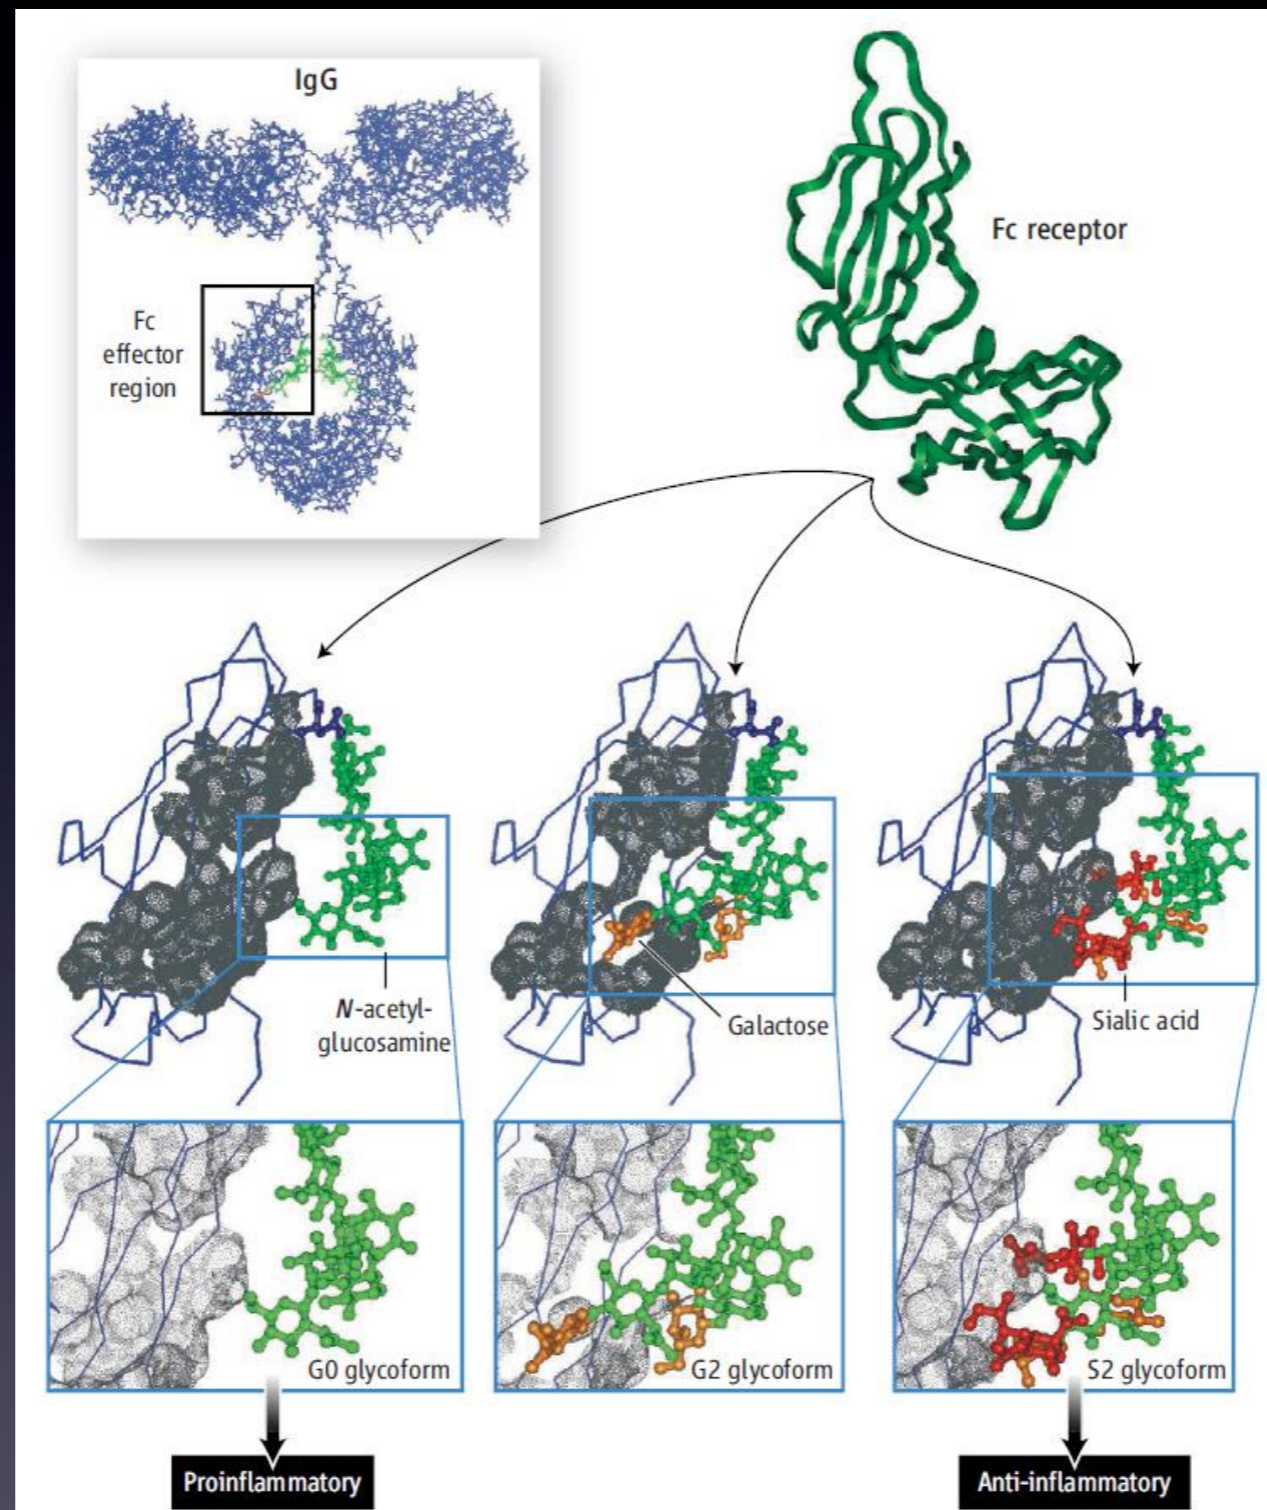 IgG
Fc
effector
region
Fc receptor
N-acetyl-
glucosamine
Galactose
Sialic acid
G0 glycoform
G2 glycoform
S2 glycoform
Proinflammatory
Anti-inflammatory